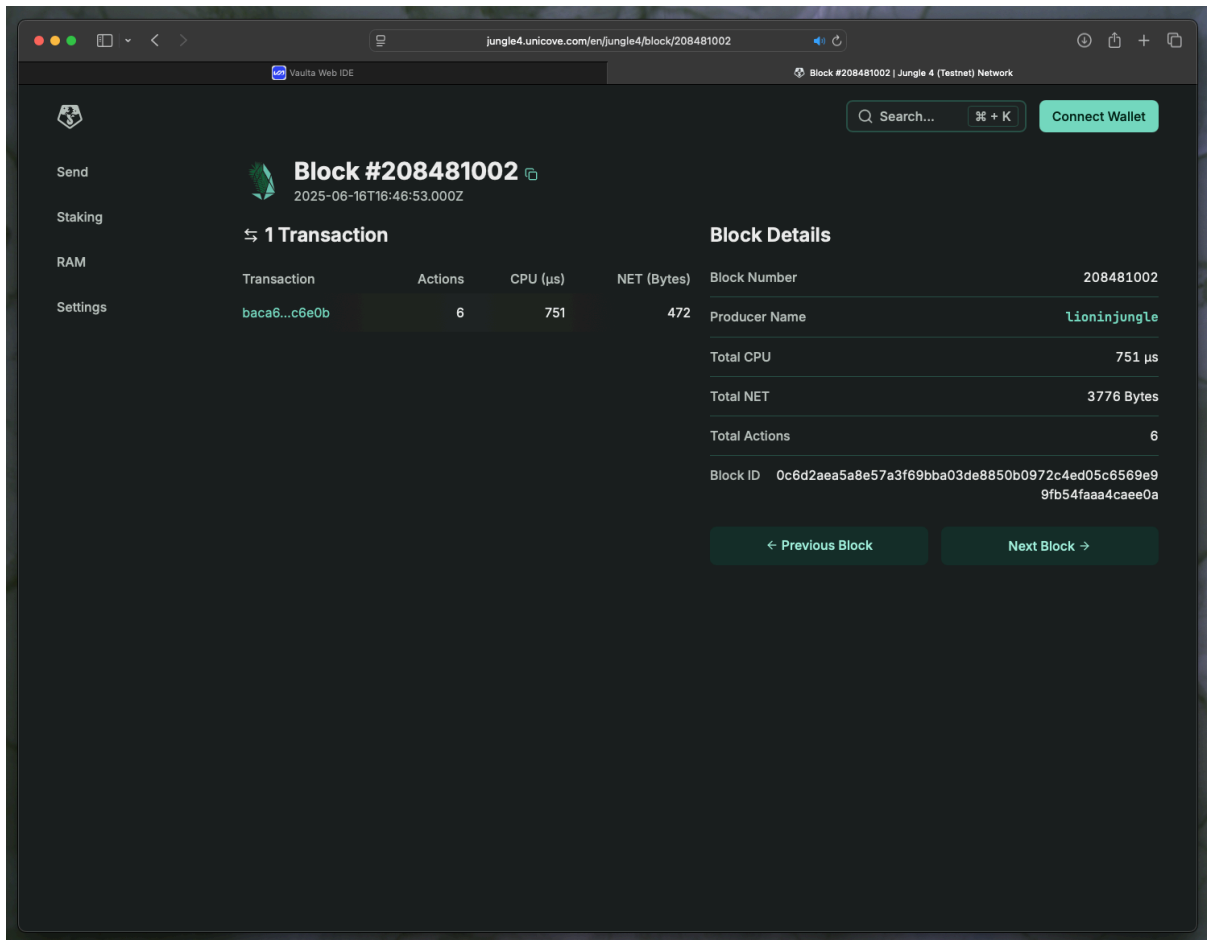 jungle4.unicove.com/en/jungle4/block/208481002
Vaulta Web IDE
Block #208481002 | Jungle 4 (Testnet) Network
Search...
⌘ + K
Connect Wallet
Send
Staking
RAM
Settings
Block #208481002
2025-06-16T16:46:53.000Z
1 Transaction
Transaction Actions CPU (µs) NET (Bytes)
baca6...c6e0b 6 751 472
Block Details
Block Number 208481002
Producer Name lioninjungle
Total CPU 751 µs
Total NET 3776 Bytes
Total Actions 6
Block ID 0c6d2aea5a8e57a3f69bba03de8850b0972c4ed05c6569e9
9fb54faaa4caee0a
← Previous Block
Next Block →